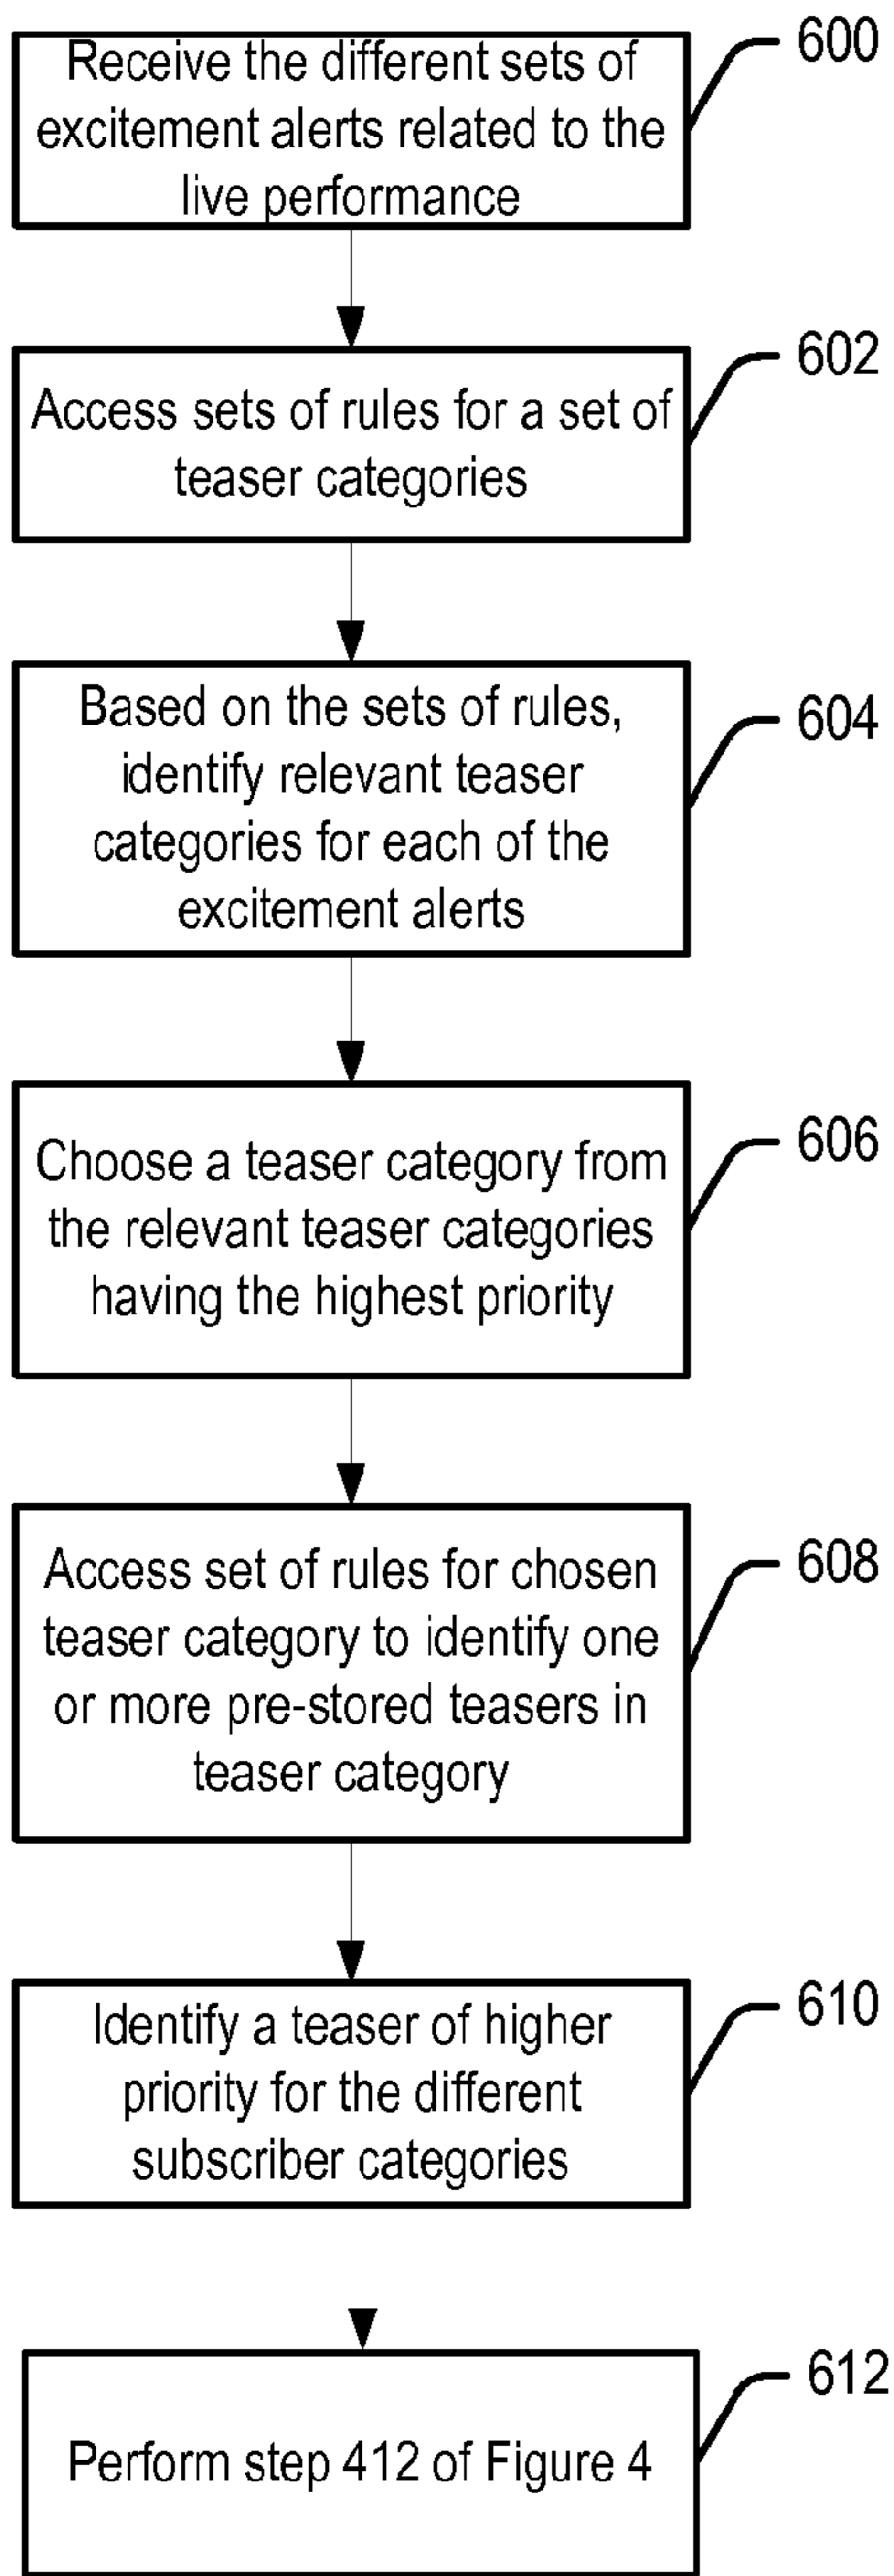 Receive the different sets of
excitement alerts related to the
live performance
600
Access sets of rules for a set of
teaser categories
602
Based on the sets of rules,
identify relevant teaser
categories for each of the
excitement alerts
604
Choose a teaser category from
the relevant teaser categories
having the highest priority
606
Access set of rules for chosen
teaser category to identify one
or more pre-stored teasers in
teaser category
608
Identify a teaser of higher
priority for the different
subscriber categories
610
Perform step 412 of Figure 4
612